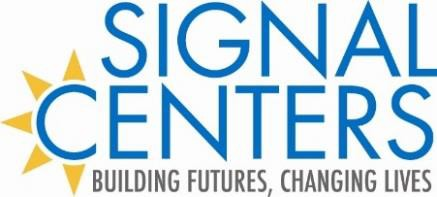 SIGNAL
CENTERS
BUILDING FUTURES, CHANGING LIVES